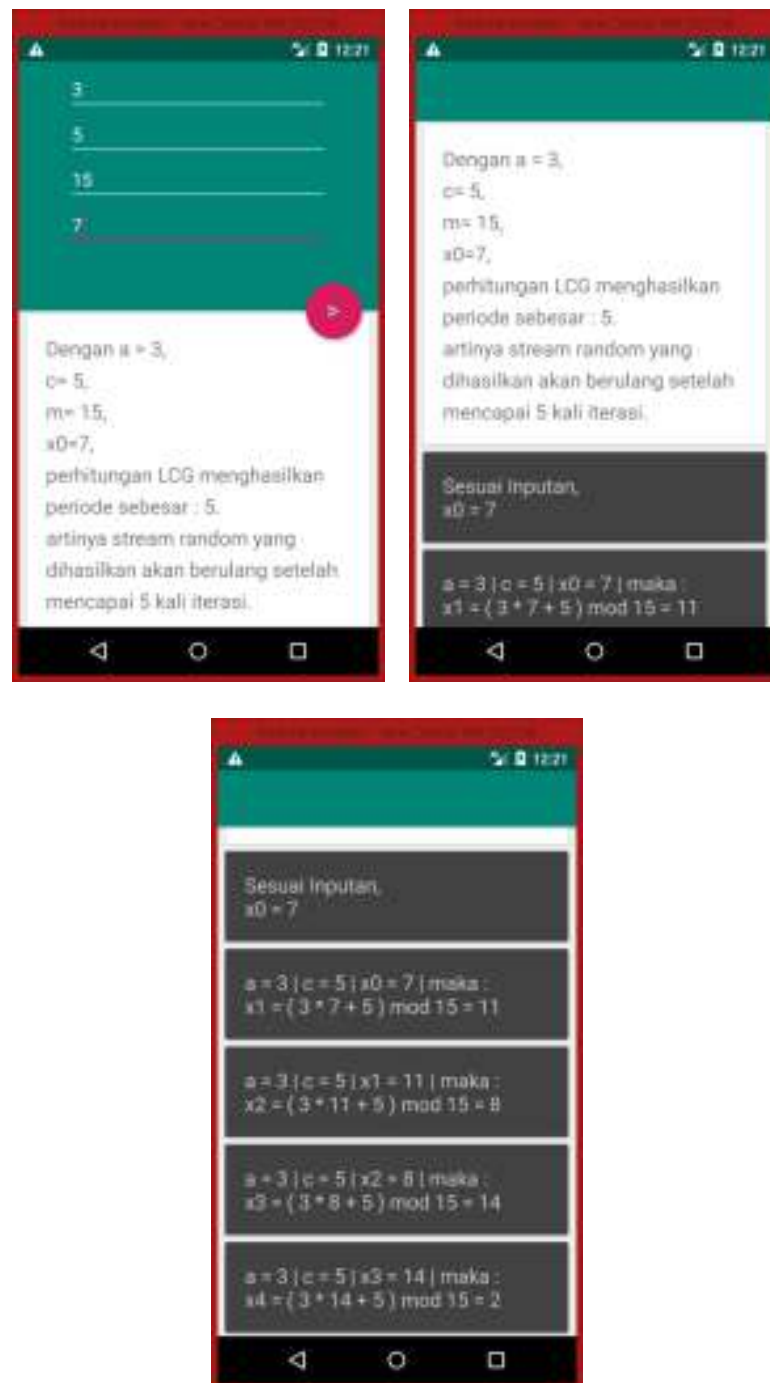 12:21
3
5
15
7
>
Dengan a = 3,
c= 5,
m= 15,
x0=7,
perhitungan LCG menghasilkan
periode sebesar : 5.
artinya stream random yang
dihasilkan akan berulang setelah
mencapai 5 kali iterasi.
12:21
Dengan a = 3,
c= 5,
m= 15,
x0=7,
perhitungan LCG menghasilkan
periode sebesar : 5.
artinya stream random yang
dihasilkan akan berulang setelah
mencapai 5 kali iterasi.
Sesuai Inputan,
x0 = 7
a = 3 | c = 5 | x0 = 7 | maka :
x1 = ( 3 * 7 + 5 ) mod 15 = 11
12:21
Sesuai Inputan,
x0 = 7
a = 3 | c = 5 | x0 = 7 | maka :
x1 = ( 3 * 7 + 5 ) mod 15 = 11
a = 3 | c = 5 | x1 = 11 | maka :
x2 = ( 3 * 11 + 5 ) mod 15 = 8
a = 3 | c = 5 | x2 = 8 | maka :
x3 = ( 3 * 8 + 5 ) mod 15 = 14
a = 3 | c = 5 | x3 = 14 | maka :
x4 = ( 3 * 14 + 5 ) mod 15 = 2